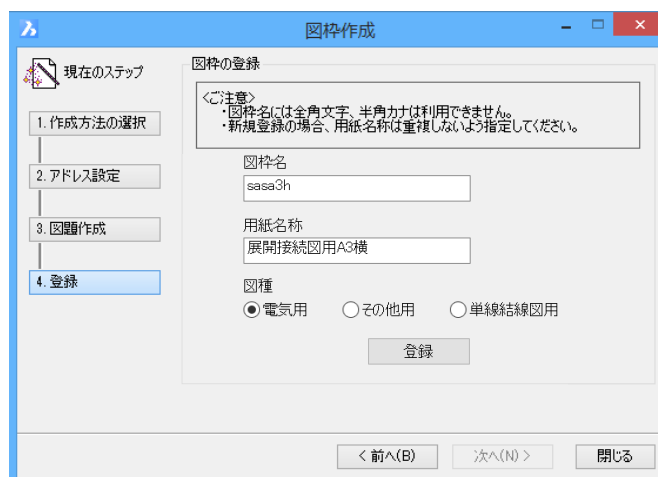 図枠作成
現在のステップ
1.作成方法の選択
2.アドレス設定
3.図題作成
4.登録
図枠の登録
<ご注意>
・図枠名には全角文字、半角カナは利用できません。
・新規登録の場合、用紙名称は重複しないよう指定してください。
図枠名
sasa3h
用紙名称
展開接続図用A3横
図種
電気用 その他用 単線結線図用
登録
< 前へ(B) 次へ(N) > 閉じる